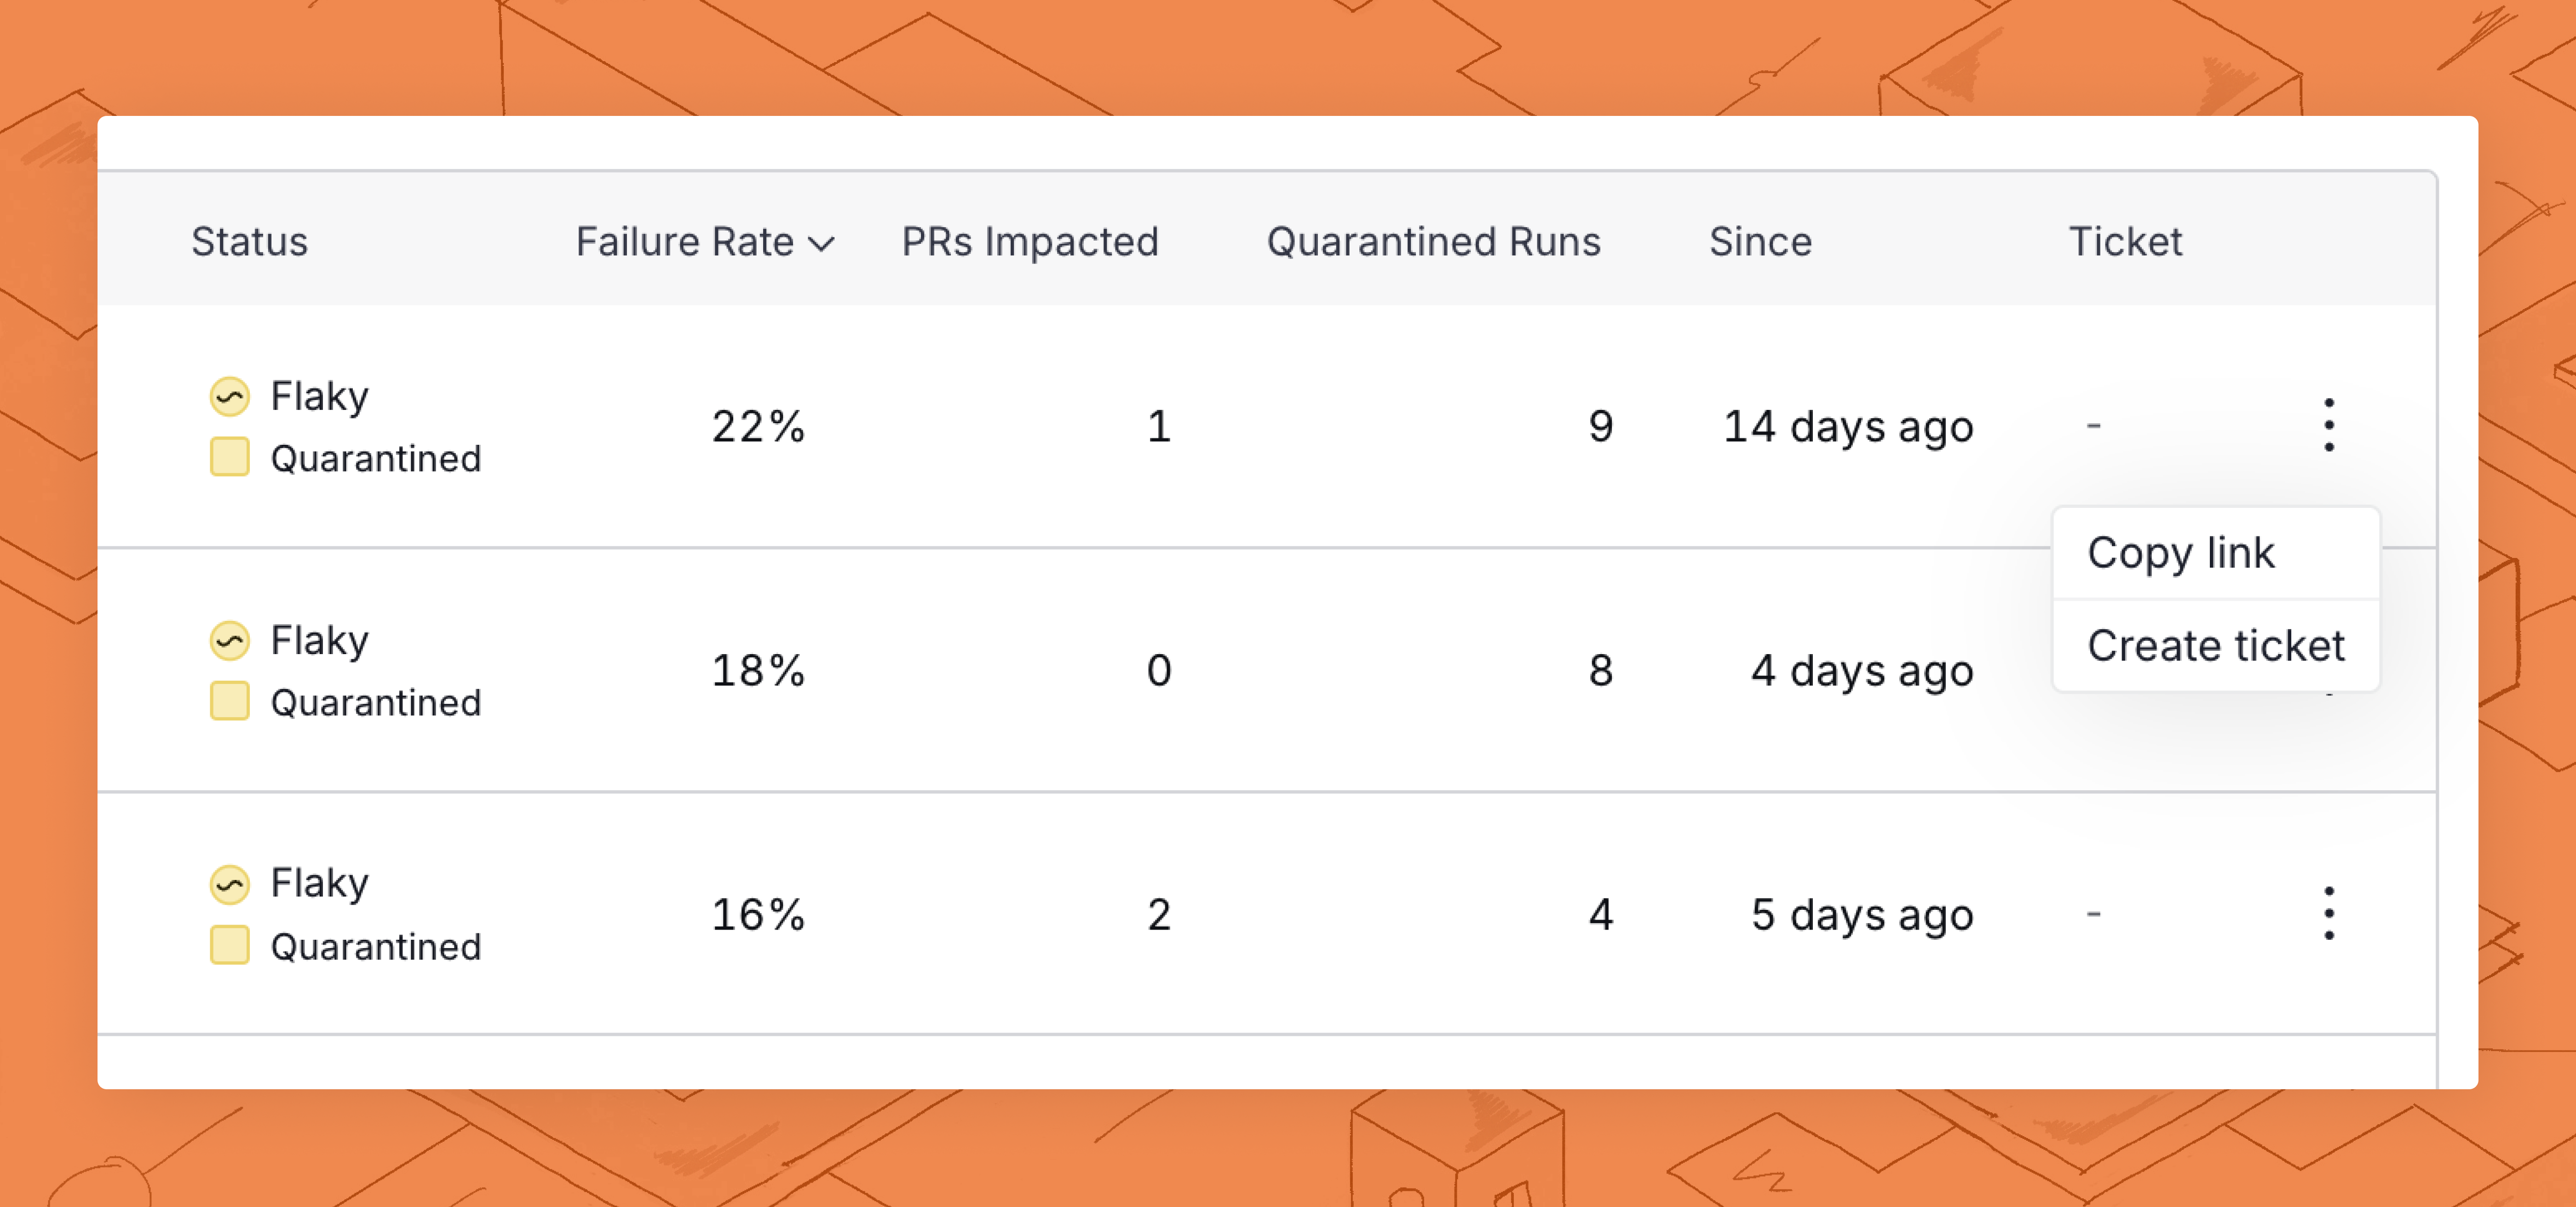 Status Failure Rate PRs Impacted Quarantined Runs Since Ticket
Flaky
Quarantined
22% 1 9 14 days ago -
Copy link
Create ticket
Flaky
Quarantined
18% 0 8 4 days ago
Flaky
Quarantined
16% 2 4 5 days ago -